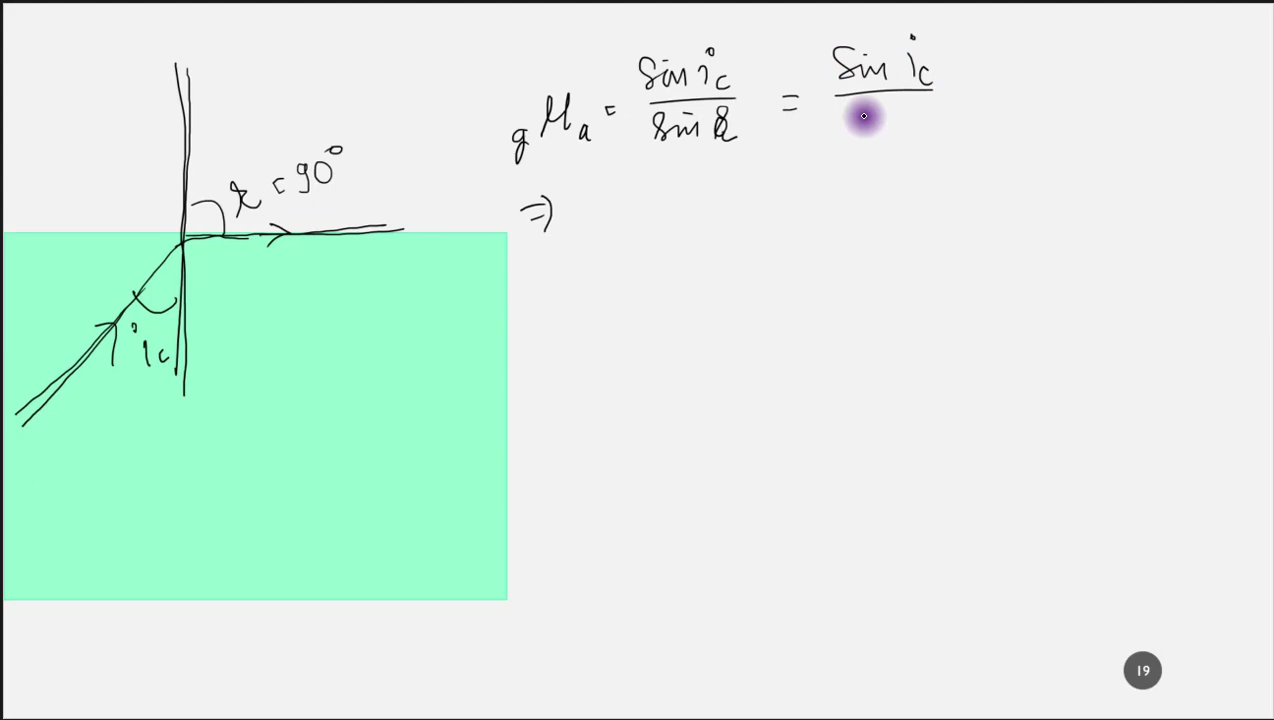 r = 90°
i_c
gμa = sin i_c / sin r = sin i_c /
⇒
19